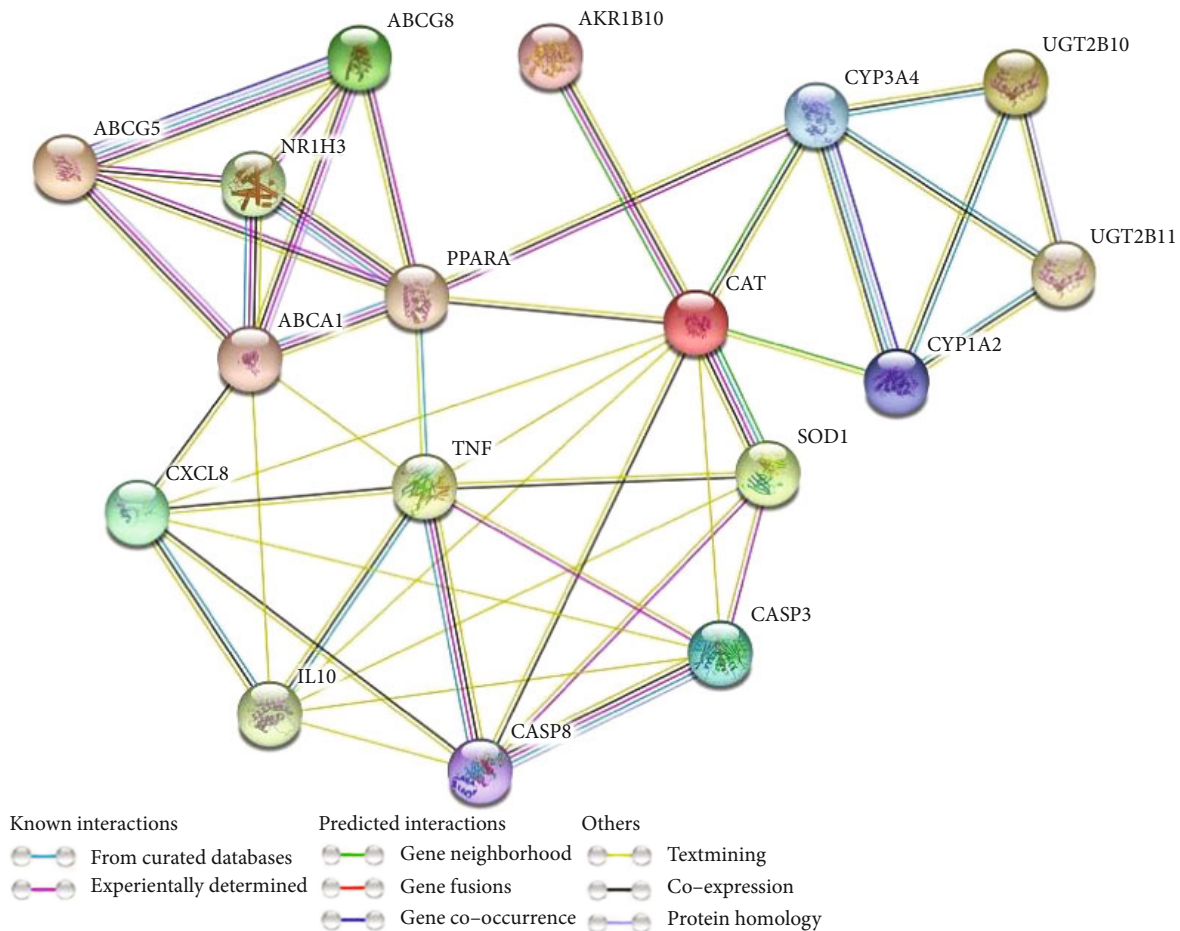 ABCG8
AKR1B10
UGT2B10
CYP3A4
ABCG5
NR1H3
UGT2B11
PPARA
CAT
ABCA1
CYP1A2
SOD1
TNF
CXCL8
CASP3
IL10
CASP8
Known interactions
From curated databases
Experientally determined
Predicted interactions
Gene neighborhood
Gene fusions
Gene co–occurrence
Others
Textmining
Co–expression
Protein homology